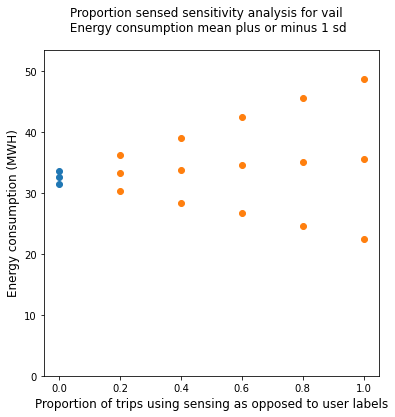 Proportion sensed sensitivity analysis for vail
Energy consumption mean plus or minus 1 sd
Energy consumption (MWH)
50
40
30
20
10
0
0.0 0.2 0.4 0.6 0.8 1.0
Proportion of trips using sensing as opposed to user labels